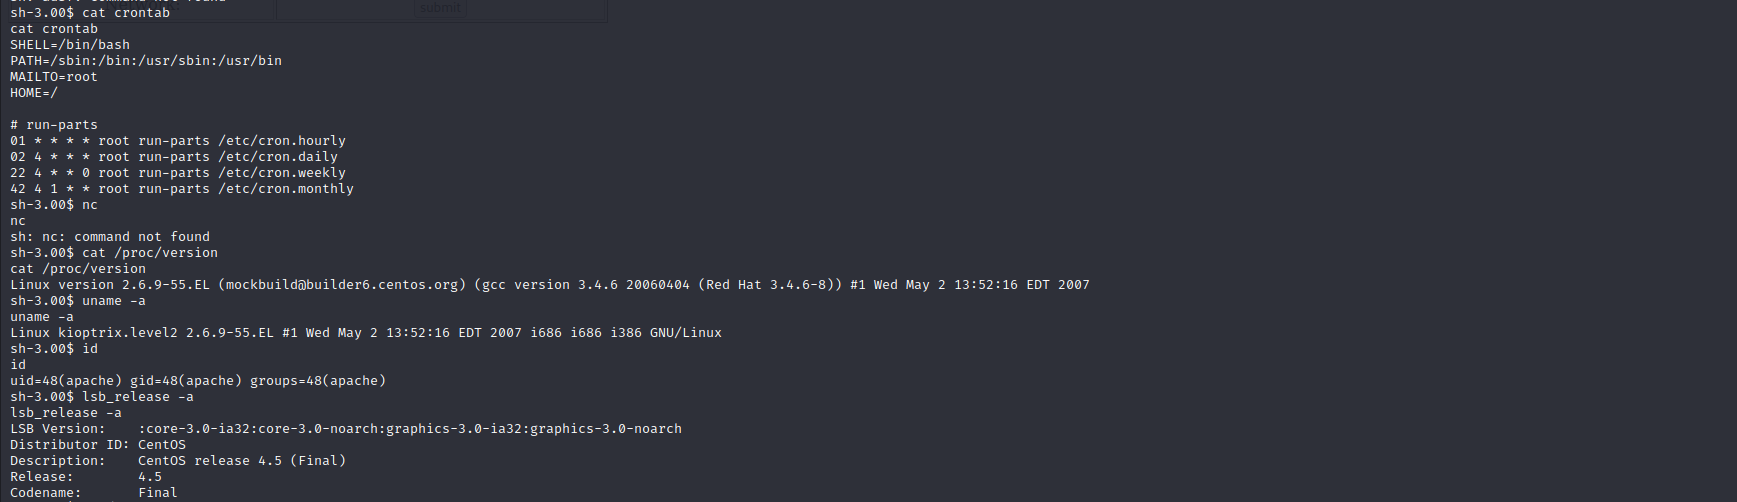 submit
sh-3.00$ cat crontab
cat crontab
SHELL=/bin/bash
PATH=/sbin:/bin:/usr/sbin:/usr/bin
MAILTO=root
HOME=/

# run-parts
01 * * * * root run-parts /etc/cron.hourly
02 4 * * * root run-parts /etc/cron.daily
22 4 * * 0 root run-parts /etc/cron.weekly
42 4 1 * * root run-parts /etc/cron.monthly
sh-3.00$ nc
nc
sh: nc: command not found
sh-3.00$ cat /proc/version
cat /proc/version
Linux version 2.6.9-55.EL (mockbuild@builder6.centos.org) (gcc version 3.4.6 20060404 (Red Hat 3.4.6-8)) #1 Wed May 2 13:52:16 EDT 2007
sh-3.00$ uname -a
uname -a
Linux kioptrix.level2 2.6.9-55.EL #1 Wed May 2 13:52:16 EDT 2007 i686 i686 i386 GNU/Linux
sh-3.00$ id
id
uid=48(apache) gid=48(apache) groups=48(apache)
sh-3.00$ lsb_release -a
lsb_release -a
LSB Version:    :core-3.0-ia32:core-3.0-noarch:graphics-3.0-ia32:graphics-3.0-noarch
Distributor ID: CentOS
Description:    CentOS release 4.5 (Final)
Release:        4.5
Codename:       Final